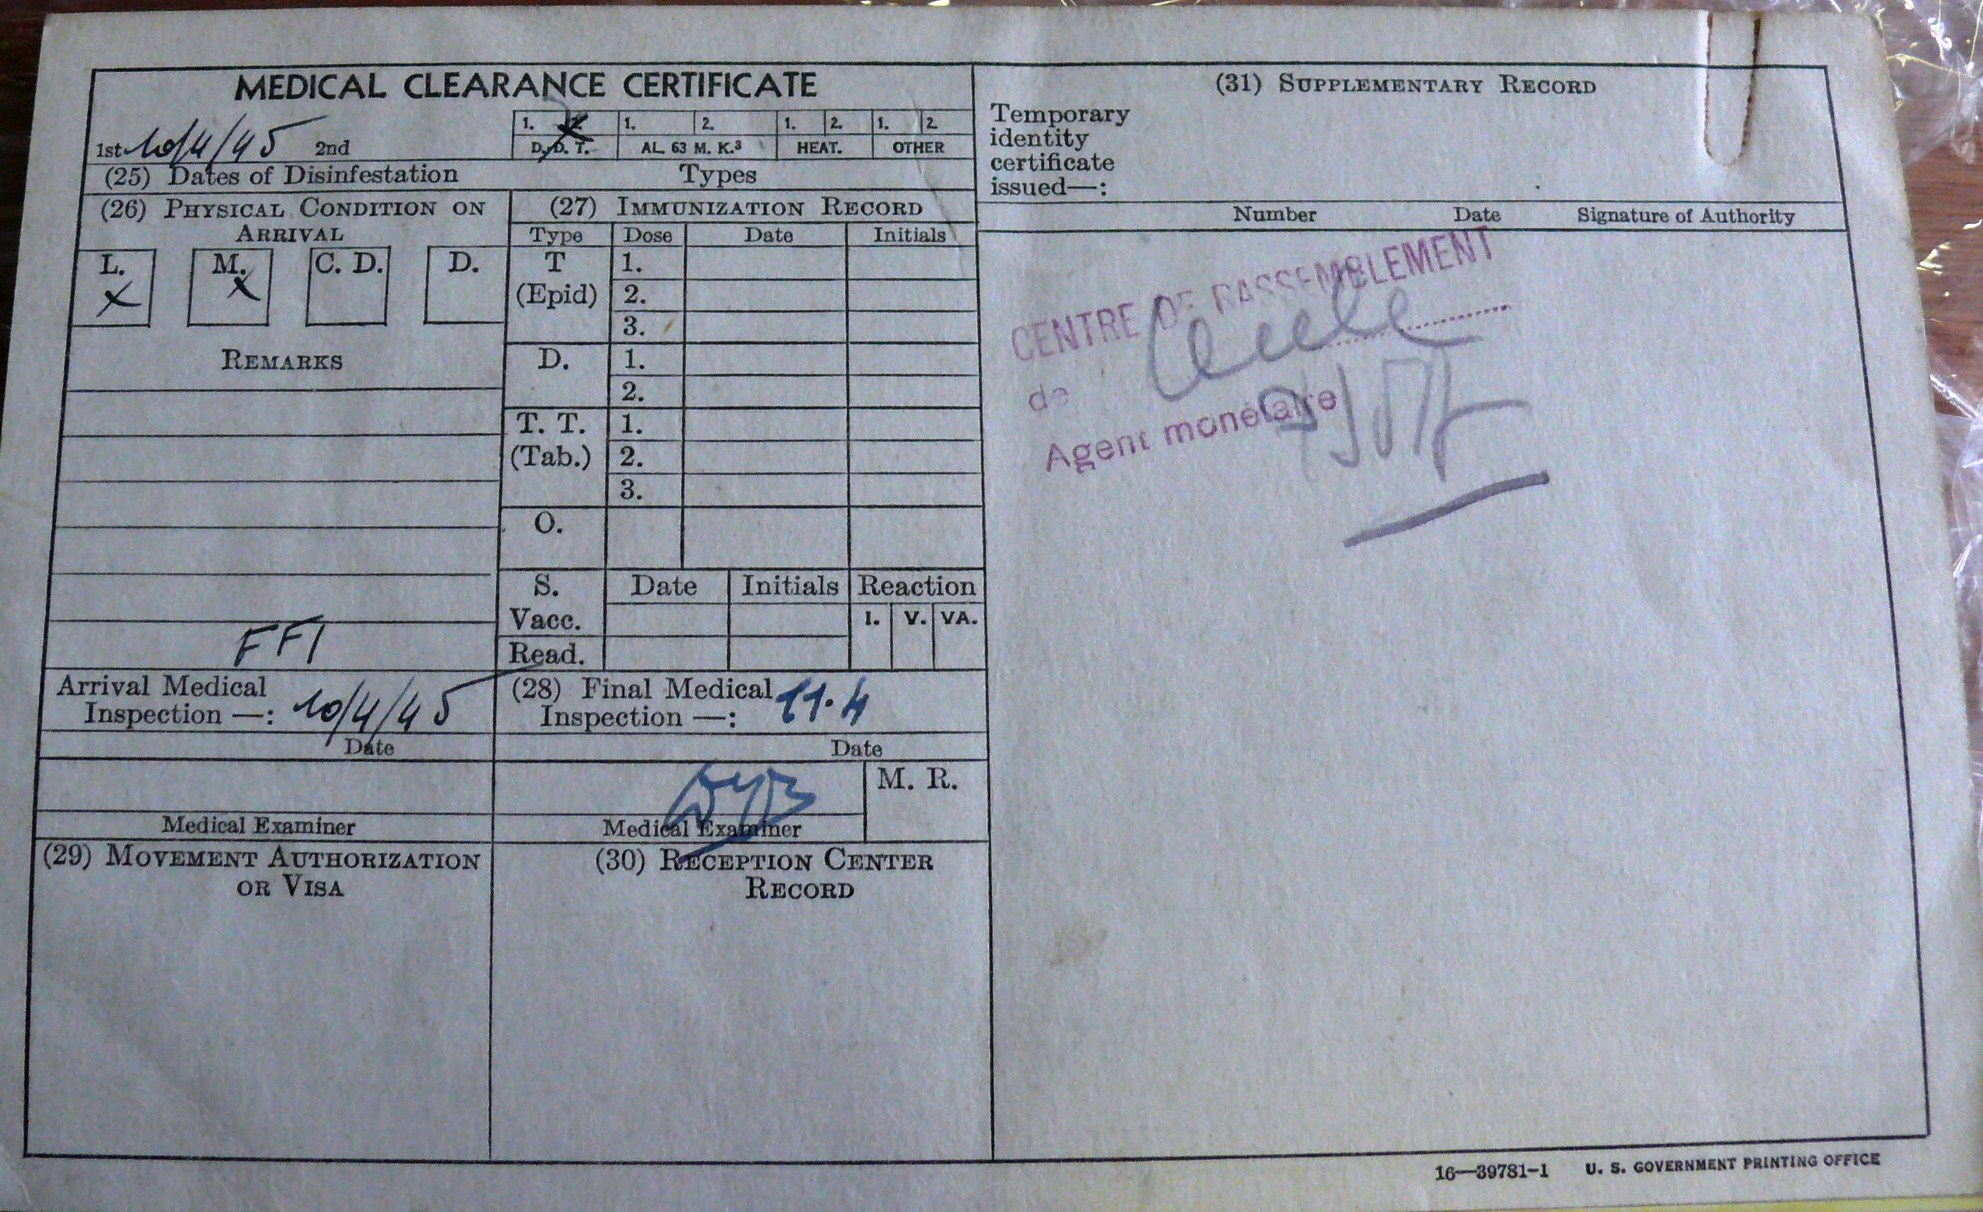 MEDICAL CLEARANCE CERTIFICATE
1st 10/4/45 2nd
1. 2. 1. 2. 1. 2. 1. 2.
D. D. T. AL. 63 M. K.³ HEAT. OTHER
(25) Dates of Disinfestation Types
(26) PHYSICAL CONDITION ON
ARRIVAL
L. M. C. D. D.
X X
REMARKS
FFI
Arrival Medical
Inspection —: 10/4/45
Date
Medical Examiner
(27) IMMUNIZATION RECORD
Type Dose Date Initials
T 1.
(Epid) 2.
3.
D. 1.
2.
T. T. 1.
(Tab.) 2.
3.
O.
S. Date Initials Reaction
Vacc. I. V. VA.
Read.
(28) Final Medical
Inspection —: 11.4
Date
M. R.
Medical Examiner
(29) MOVEMENT AUTHORIZATION
OR VISA
(30) RECEPTION CENTER
RECORD
(31) SUPPLEMENTARY RECORD
Temporary
identity
certificate
issued—:
Number Date Signature of Authority
CENTRE DE RASSEMBLEMENT
de
Agent monétaire
16—39781-1 U. S. GOVERNMENT PRINTING OFFICE